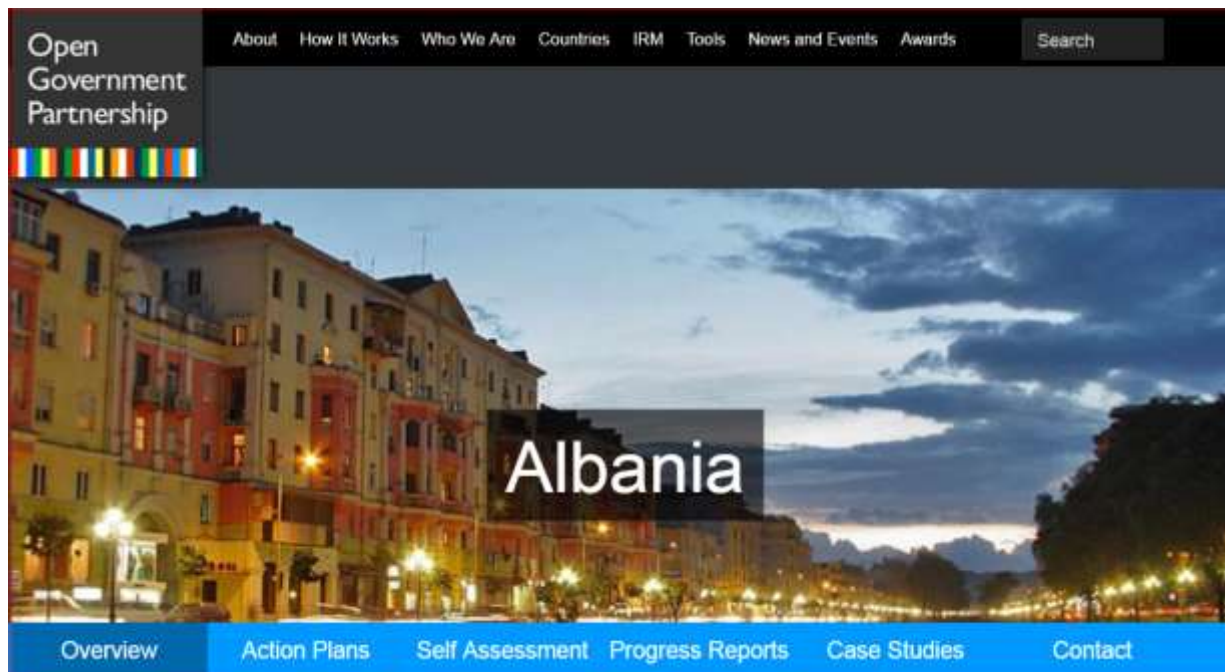 Open
Government
Partnership
About How It Works Who We Are Countries IRM Tools News and Events Awards Search
Albania
Overview Action Plans Self Assessment Progress Reports Case Studies Contact